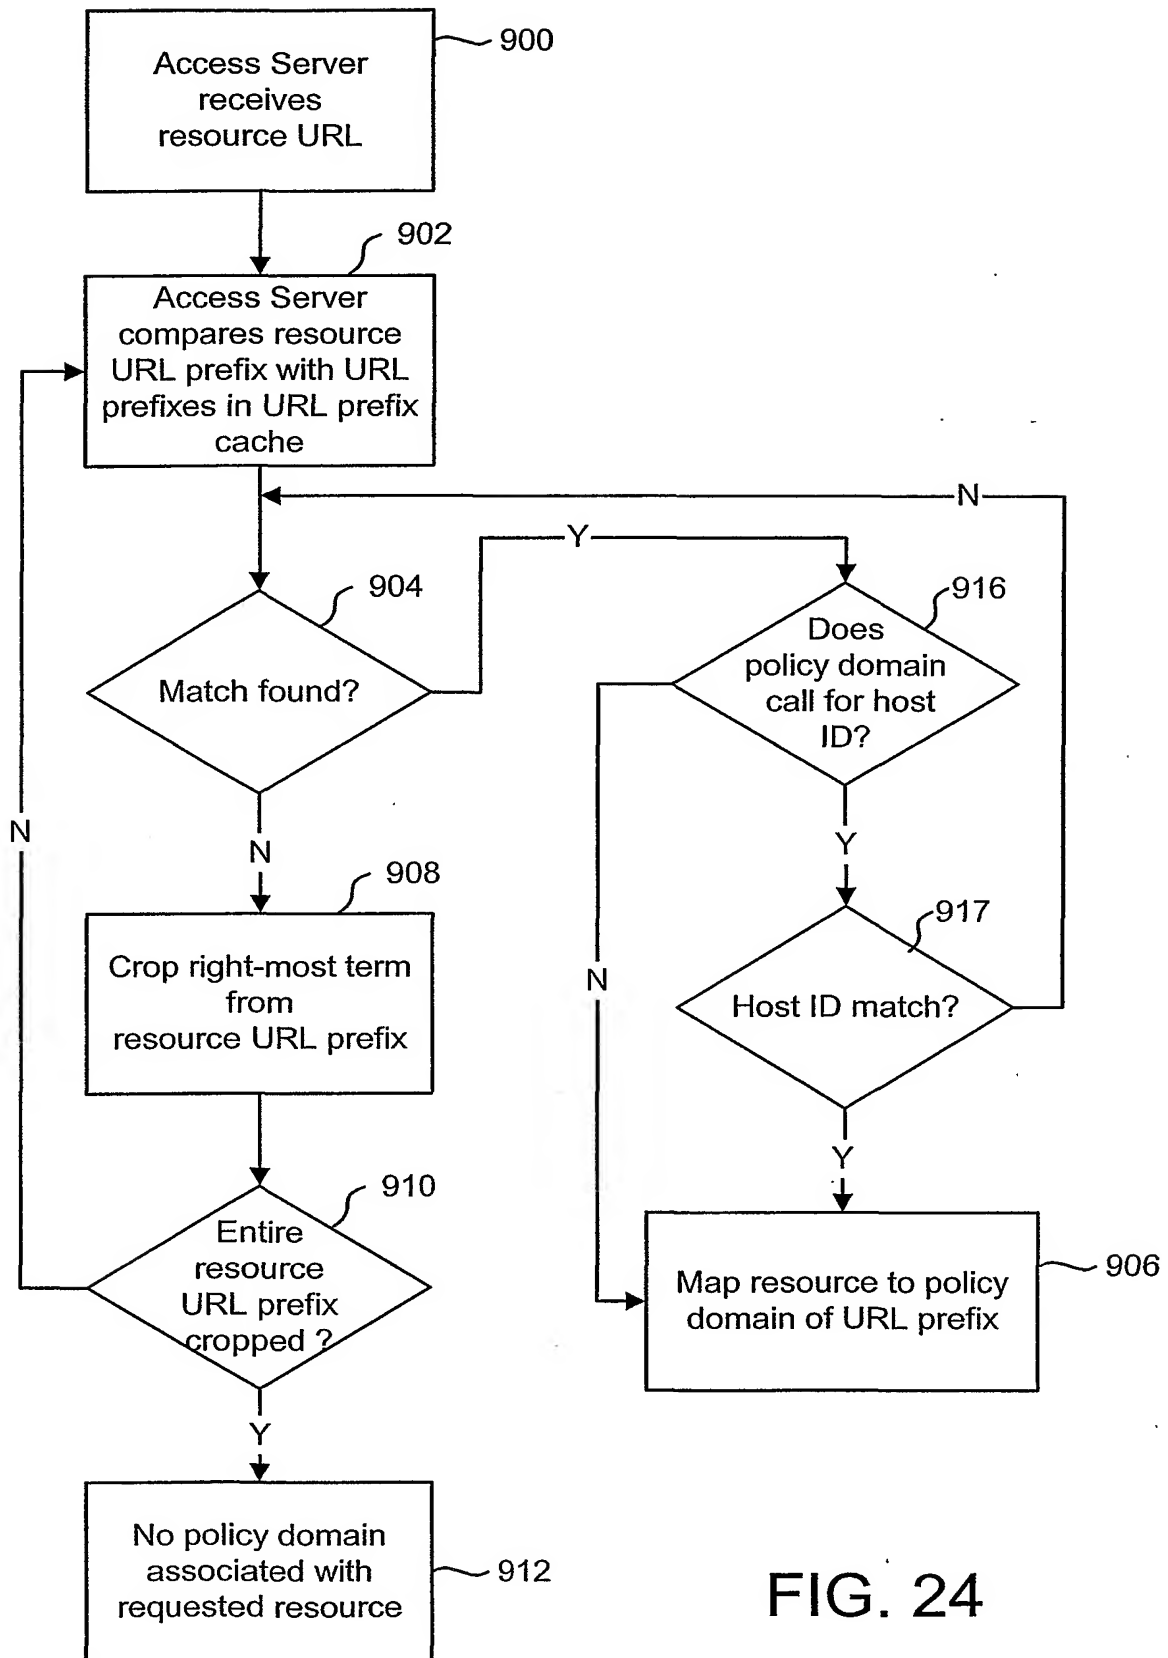 Access Server
receives
resource URL
900
902
Access Server
compares resource
URL prefix with URL
prefixes in URL prefix
cache
N
Y
904
Match found?
916
Does
policy domain
call for host
ID?
N
N
Y
908
Crop right-most term
from
resource URL prefix
917
Host ID match?
N
910
Entire
resource
URL prefix
cropped ?
Y
906
Map resource to policy
domain of URL prefix
Y
No policy domain
associated with
requested resource
912
FIG. 24